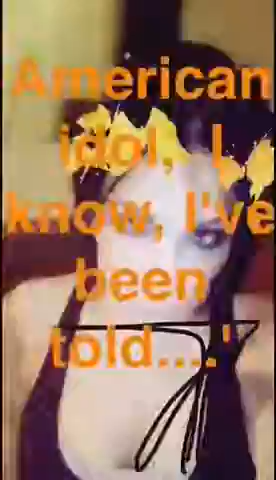 American
idol, I
know, I've
been
told....'